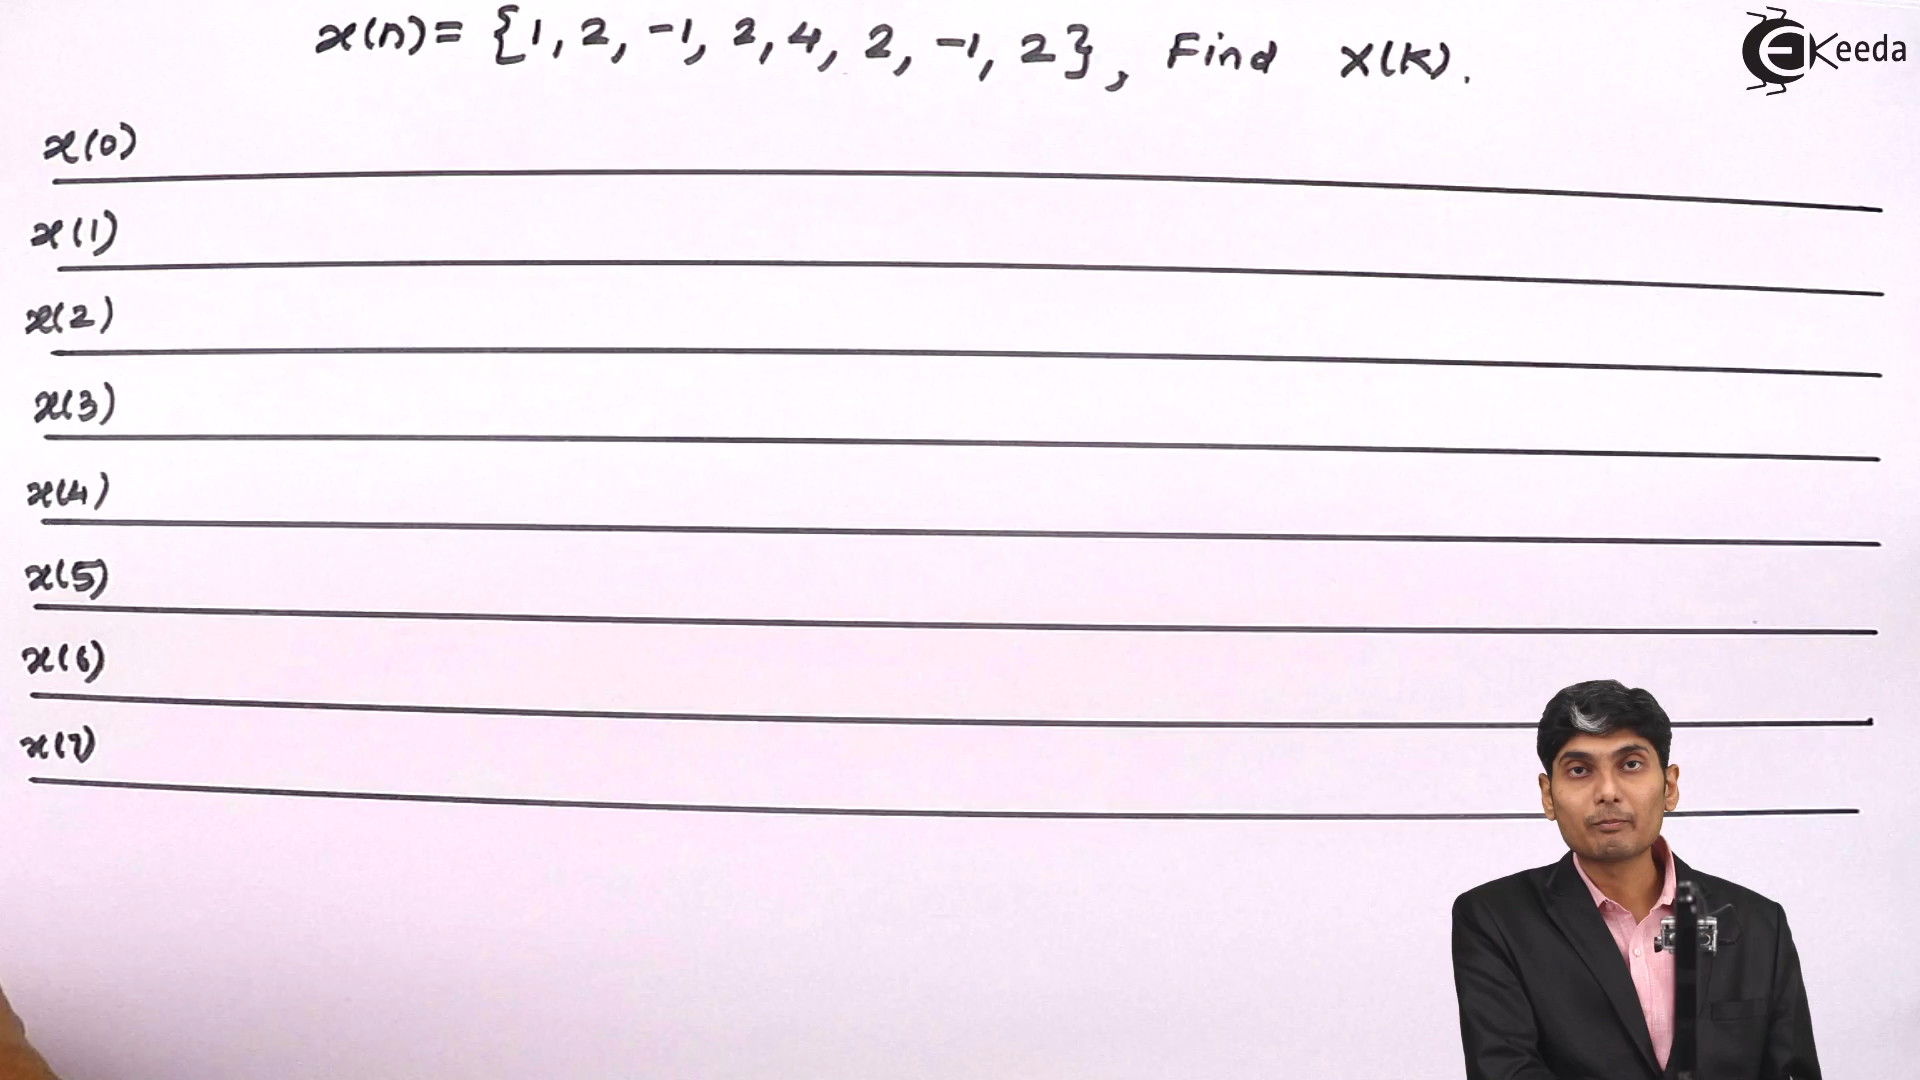 x(n) = {1, 2, -1, 2, 4, 2, -1, 2}, Find X(K).
EKeeda
x(0)
x(1)
x(2)
x(3)
x(4)
x(5)
x(6)
x(7)